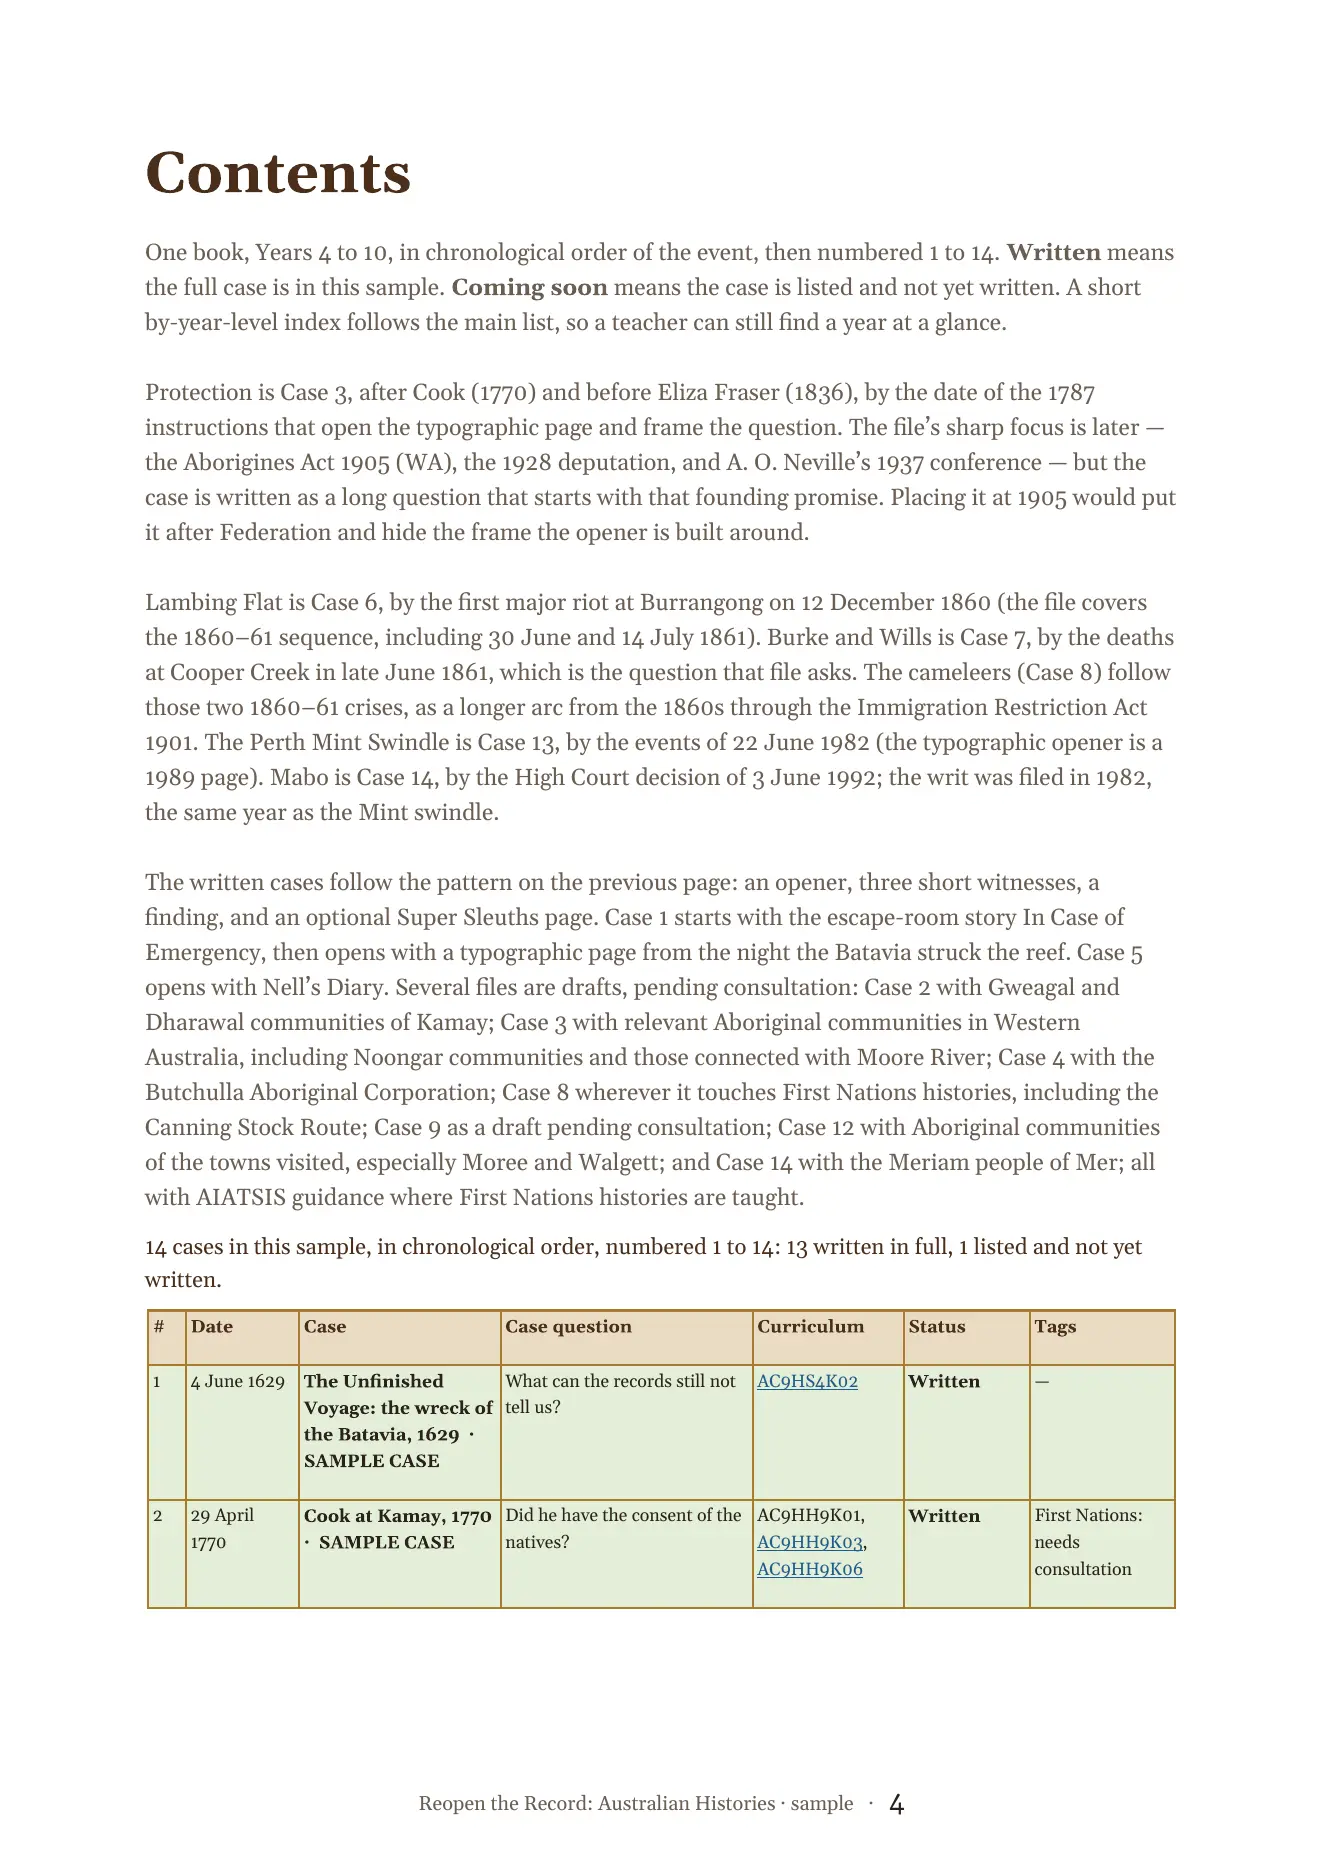 Contents
One book, Years 4 to 10, in chronological order of the event, then numbered 1 to 14. Written means
the full case is in this sample. Coming soon means the case is listed and not yet written. A short
by-year-level index follows the main list, so a teacher can still find a year at a glance.
Protection is Case 3, after Cook (1770) and before Eliza Fraser (1836), by the date of the 1787
instructions that open the typographic page and frame the question. The file’s sharp focus is later —
the Aborigines Act 1905 (WA), the 1928 deputation, and A. O. Neville’s 1937 conference — but the
case is written as a long question that starts with that founding promise. Placing it at 1905 would put
it after Federation and hide the frame the opener is built around.
Lambing Flat is Case 6, by the first major riot at Burrangong on 12 December 1860 (the file covers
the 1860–61 sequence, including 30 June and 14 July 1861). Burke and Wills is Case 7, by the deaths
at Cooper Creek in late June 1861, which is the question that file asks. The cameleers (Case 8) follow
those two 1860–61 crises, as a longer arc from the 1860s through the Immigration Restriction Act
1901. The Perth Mint Swindle is Case 13, by the events of 22 June 1982 (the typographic opener is a
1989 page). Mabo is Case 14, by the High Court decision of 3 June 1992; the writ was filed in 1982,
the same year as the Mint swindle.
The written cases follow the pattern on the previous page: an opener, three short witnesses, a
finding, and an optional Super Sleuths page. Case 1 starts with the escape-room story In Case of
Emergency, then opens with a typographic page from the night the Batavia struck the reef. Case 5
opens with Nell’s Diary. Several files are drafts, pending consultation: Case 2 with Gweagal and
Dharawal communities of Kamay; Case 3 with relevant Aboriginal communities in Western
Australia, including Noongar communities and those connected with Moore River; Case 4 with the
Butchulla Aboriginal Corporation; Case 8 wherever it touches First Nations histories, including the
Canning Stock Route; Case 9 as a draft pending consultation; Case 12 with Aboriginal communities
of the towns visited, especially Moree and Walgett; and Case 14 with the Meriam people of Mer; all
with AIATSIS guidance where First Nations histories are taught.
14 cases in this sample, in chronological order, numbered 1 to 14: 13 written in full, 1 listed and not yet
written.
# Date Case Case question Curriculum Status Tags
1 4 June 1629 The Unfinished What can the records still not AC9HS4K02 Written —
Voyage: the wreck of tell us?
the Batavia, 1629 ·
SAMPLE CASE
2 29 April Cook at Kamay, 1770 Did he have the consent of the AC9HH9K01, Written First Nations:
1770 · SAMPLE CASE natives? AC9HH9K03, needs
AC9HH9K06 consultation
Reopen the Record: Australian Histories · sample · 4